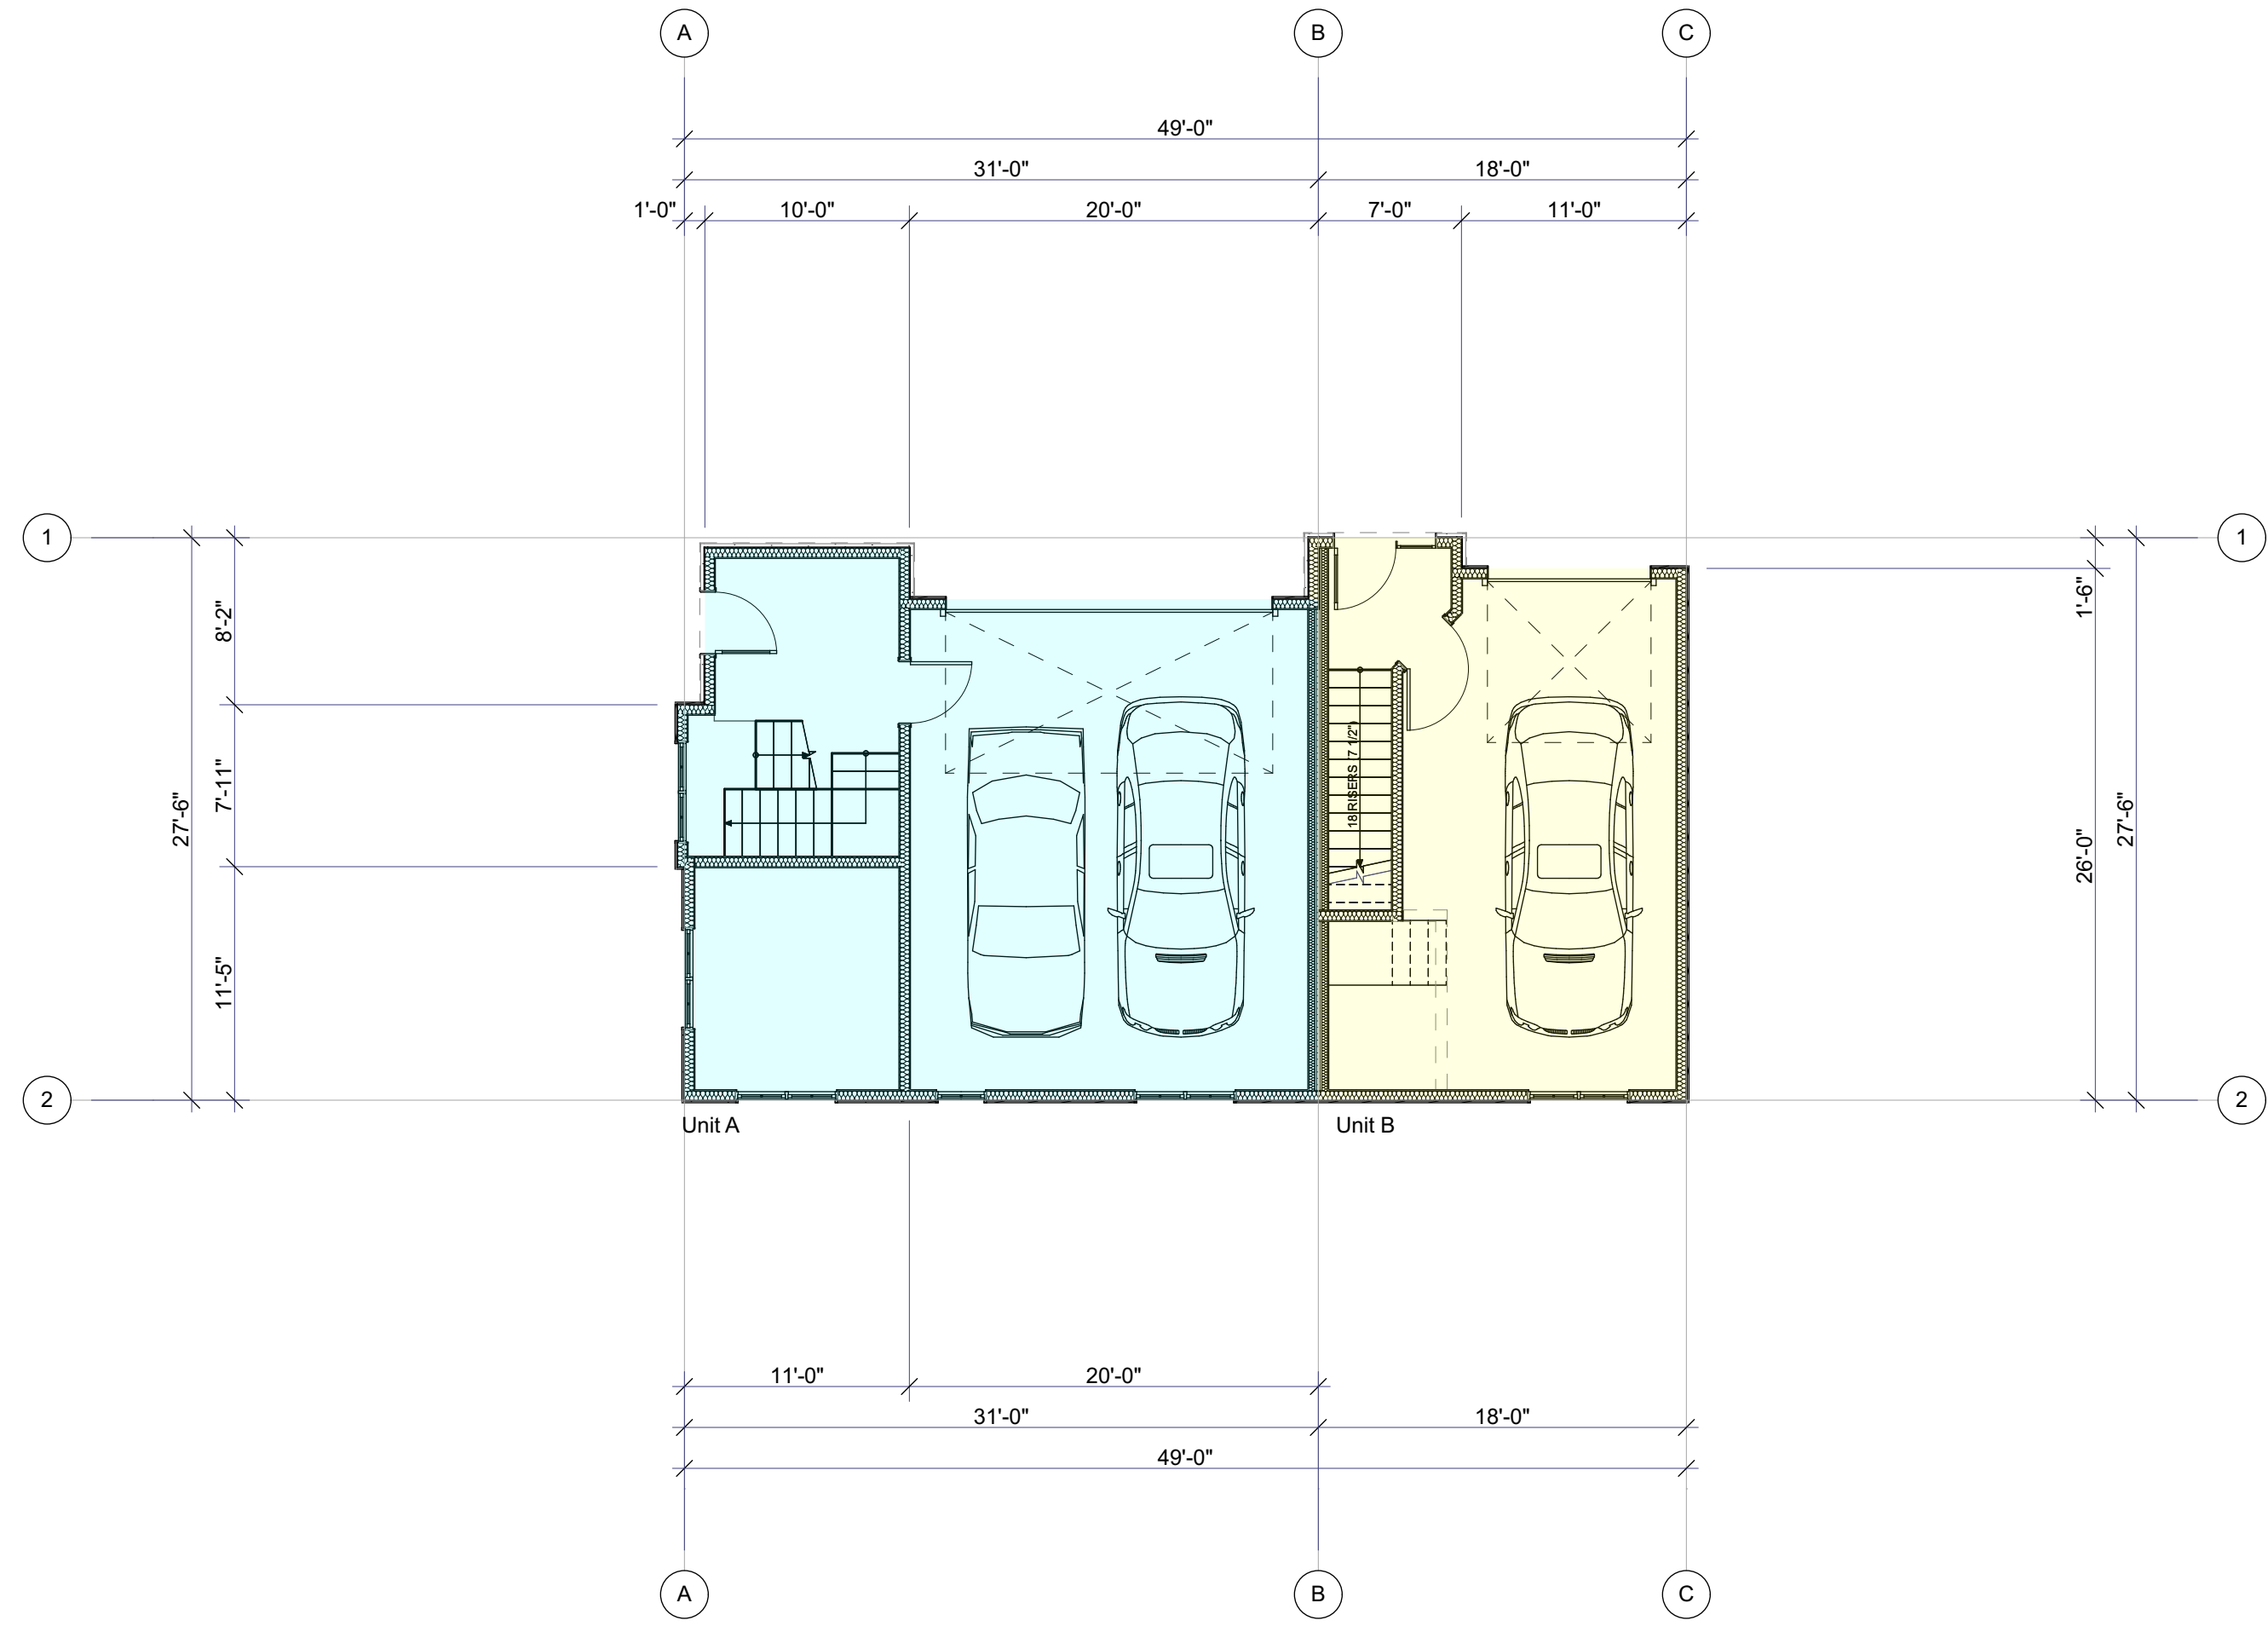 A B C
49'-0"
31'-0" 18'-0"
1'-0" 10'-0" 20'-0" 7'-0" 11'-0"
1 1
8'-2" 1'-6"
7'-11" 27'-6" 18 RISERS (7 1/2") 26'-0" 27'-6"
11'-5"
2 2
Unit A Unit B
11'-0" 20'-0"
31'-0" 18'-0"
49'-0"
A B C